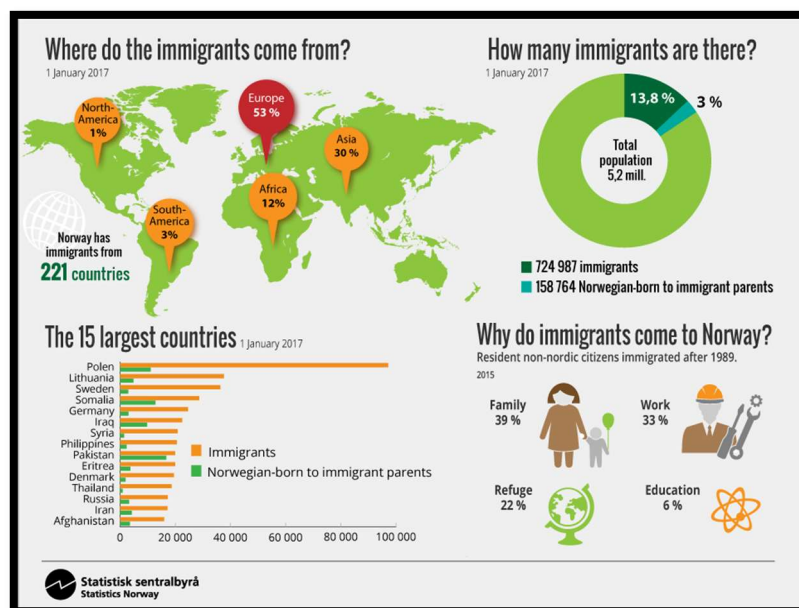 Where do the immigrants come from?
1 January 2017
North-
America
1%
Europe
53 %
Asia
30 %
Africa
12%
South-
America
3%
Norway has
immigrants from
221 countries
How many immigrants are there?
1 January 2017
13,8 %
3 %
Total
population
5,2 mill.
724 987 immigrants
158 764 Norwegian-born to immigrant parents
The 15 largest countries 1 January 2017
Polen
Lithuania
Sweden
Somalia
Germany
Iraq
Syria
Philippines
Pakistan
Eritrea
Denmark
Thailand
Russia
Iran
Afghanistan
Immigrants
Norwegian-born to immigrant parents
0 20 000 40 000 60 000 80 000 100 000
Why do immigrants come to Norway?
Resident non-nordic citizens immigrated after 1989.
2015
Family
39 %
Work
33 %
Refuge
22 %
Education
6 %
Statistisk sentralbyrå
Statistics Norway